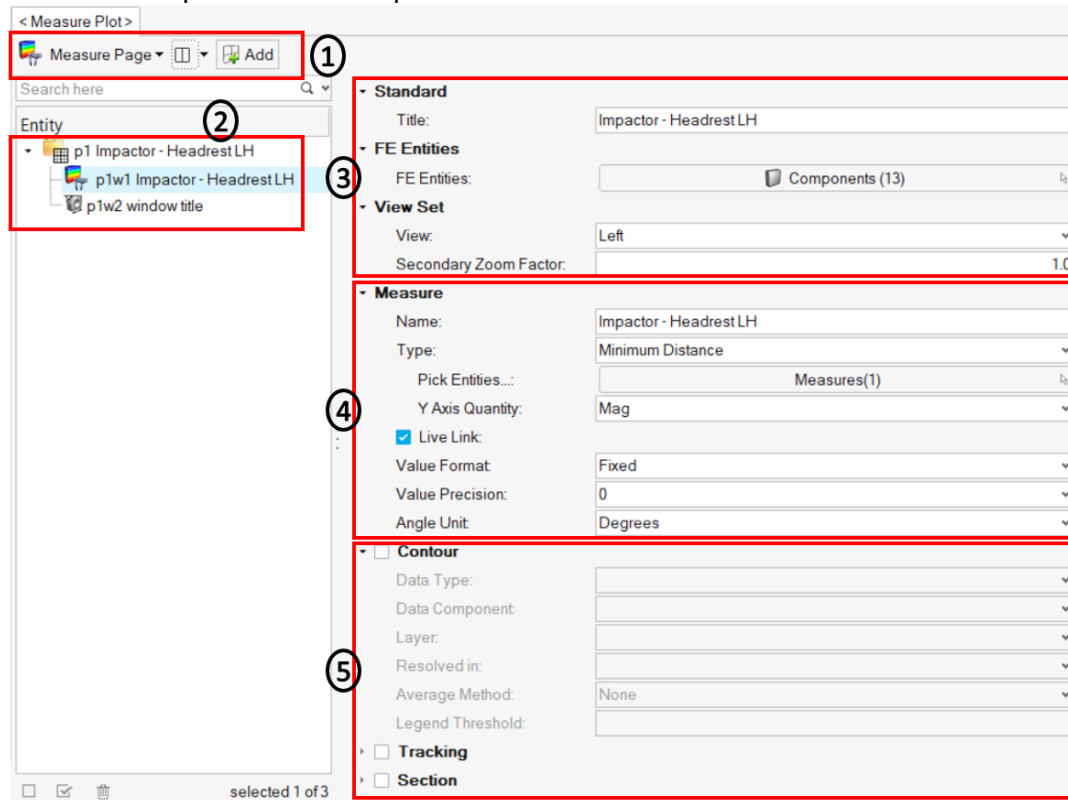 < Measure Plot >
Measure Page Add 1
Search here
Entity 2
p1 Impactor - Headrest LH
p1w1 Impactor - Headrest LH
p1w2 window title
selected 1 of 3
3
Standard
Title: Impactor - Headrest LH
FE Entities
FE Entities: Components (13)
View Set
View: Left
Secondary Zoom Factor: 1.0
4
Measure
Name: Impactor - Headrest LH
Type: Minimum Distance
Pick Entities...: Measures(1)
Y Axis Quantity: Mag
Live Link:
Value Format: Fixed
Value Precision: 0
Angle Unit: Degrees
5
Contour
Data Type:
Data Component:
Layer:
Resolved in:
Average Method: None
Legend Threshold:
Tracking
Section